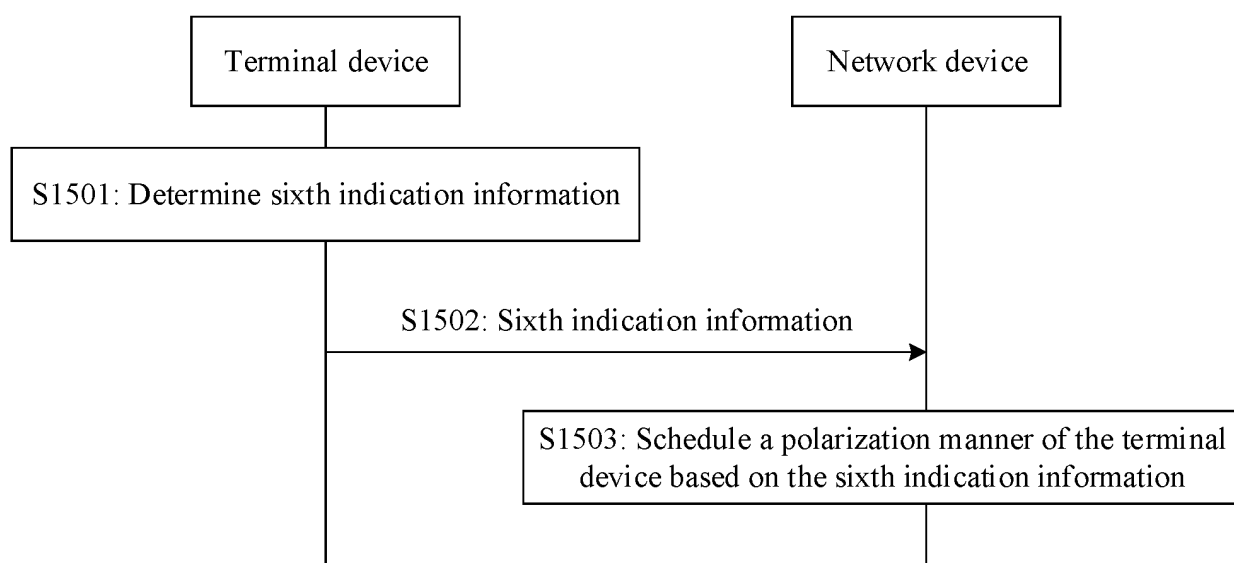 Terminal device
Network device
S1501: Determine sixth indication information
S1502: Sixth indication information
S1503: Schedule a polarization manner of the terminal
device based on the sixth indication information